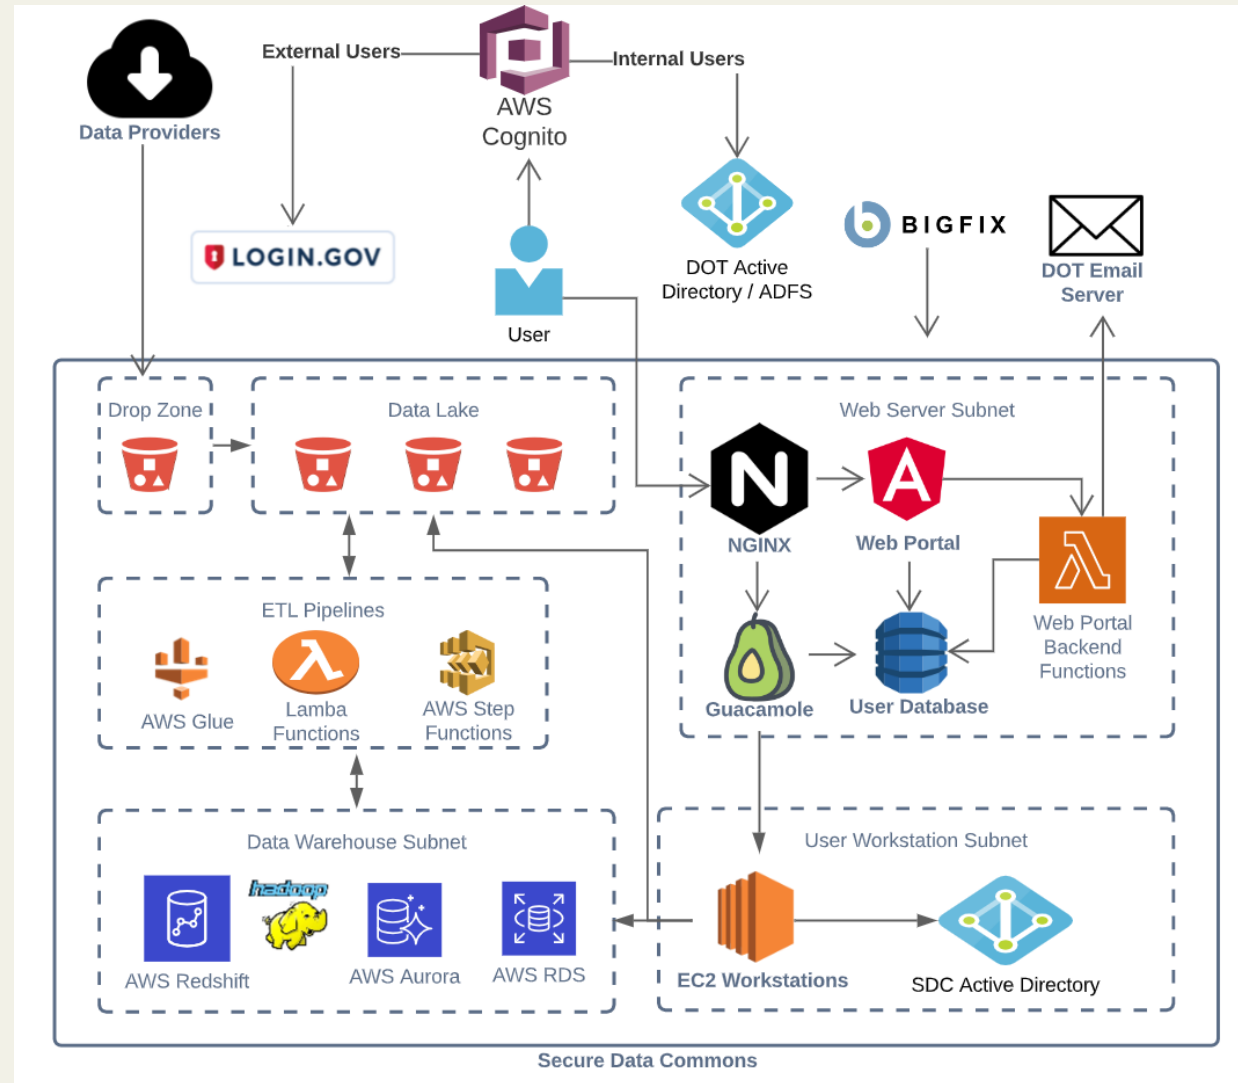 External Users
Internal Users
AWS
Cognito
Data Providers
LOGIN.GOV
User
DOT Active
Directory / ADFS
BIGFIX
DOT Email
Server
Drop Zone
Data Lake
Web Server Subnet
N
A
NGINX
Web Portal
Web Portal
Backend
Functions
Guacamole
User Database
ETL Pipelines
AWS Glue
Lamba
Functions
AWS Step
Functions
Data Warehouse Subnet
hadoop
AWS Redshift
AWS Aurora
AWS RDS
User Workstation Subnet
EC2 Workstations
SDC Active Directory
Secure Data Commons